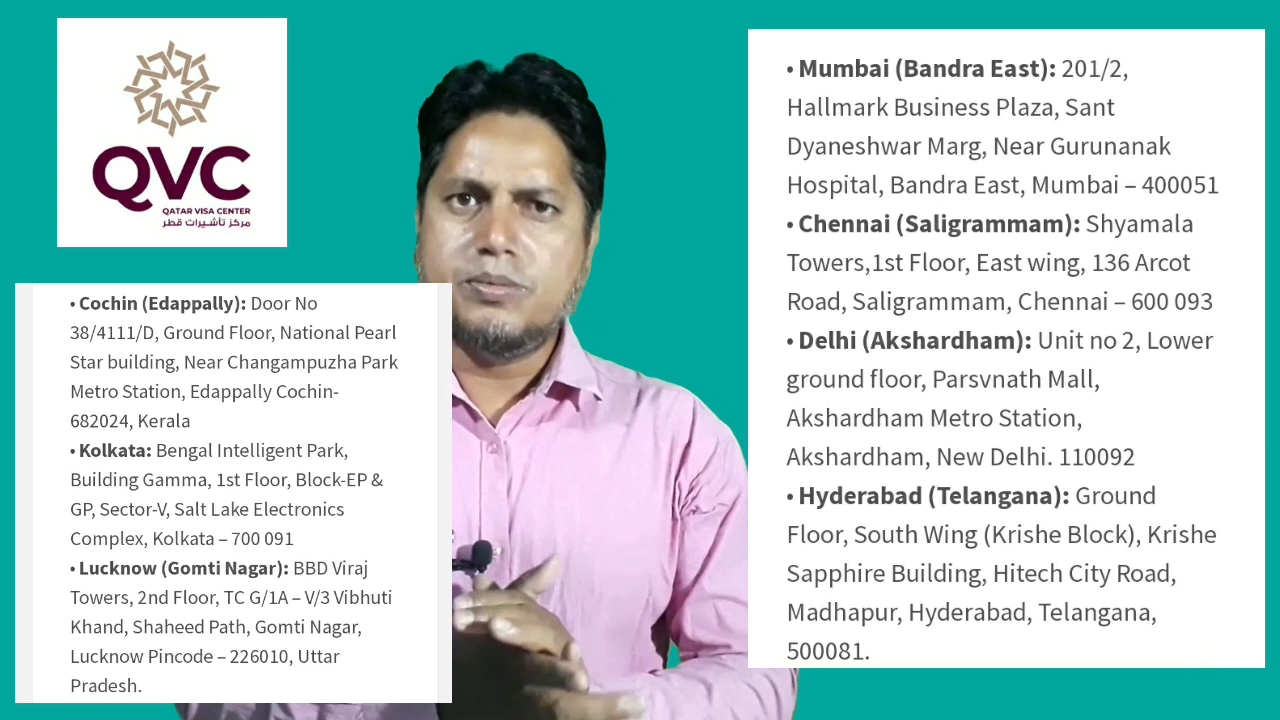 QVC
QATAR VISA CENTER
مركز تأشيرات قطر
• Cochin (Edappally): Door No
38/4111/D, Ground Floor, National Pearl
Star building, Near Changampuzha Park
Metro Station, Edappally Cochin-
682024, Kerala
• Kolkata: Bengal Intelligent Park,
Building Gamma, 1st Floor, Block-EP &
GP, Sector-V, Salt Lake Electronics
Complex, Kolkata – 700 091
• Lucknow (Gomti Nagar): BBD Viraj
Towers, 2nd Floor, TC G/1A – V/3 Vibhuti
Khand, Shaheed Path, Gomti Nagar,
Lucknow Pincode – 226010, Uttar
Pradesh.
• Mumbai (Bandra East): 201/2,
Hallmark Business Plaza, Sant
Dyaneshwar Marg, Near Gurunanak
Hospital, Bandra East, Mumbai – 400051
• Chennai (Saligrammam): Shyamala
Towers,1st Floor, East wing, 136 Arcot
Road, Saligrammam, Chennai – 600 093
• Delhi (Akshardham): Unit no 2, Lower
ground floor, Parsvnath Mall,
Akshardham Metro Station,
Akshardham, New Delhi. 110092
• Hyderabad (Telangana): Ground
Floor, South Wing (Krishe Block), Krishe
Sapphire Building, Hitech City Road,
Madhapur, Hyderabad, Telangana,
500081.